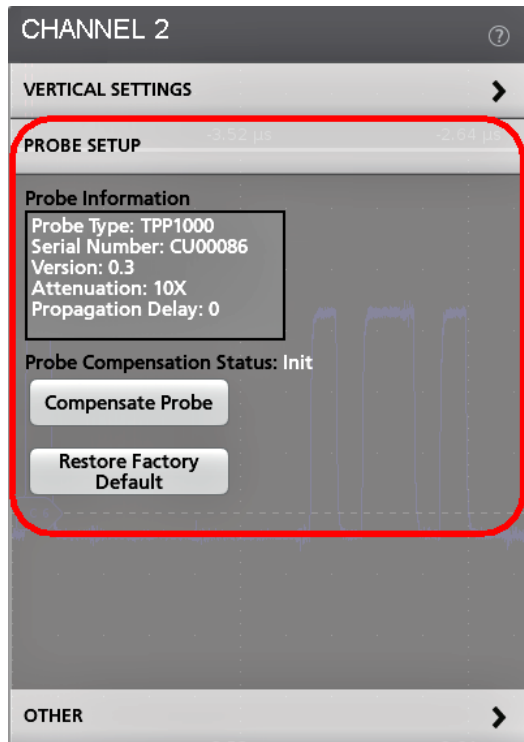 CHANNEL 2
?
VERTICAL SETTINGS
PROBE SETUP
-3.52 µs
-2.64 µs
Probe Information
Probe Type: TPP1000
Serial Number: CU00086
Version: 0.3
Attenuation: 10X
Propagation Delay: 0
Probe Compensation Status: Init
Compensate Probe
Restore Factory
Default
OTHER